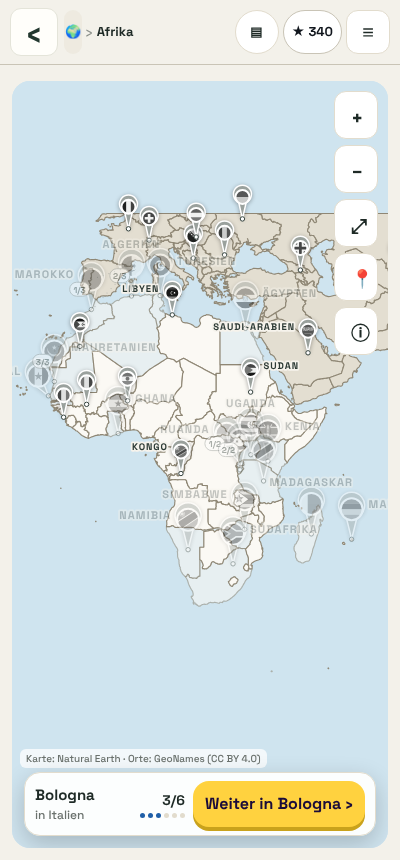 < 🌍 > Afrika ▤ ★ 340 ≡
+
−
ALGERIEN
TUNESIEN
MAROKKO 2/3 ÄGYPTEN
1/3 LIBYEN
SAUDI-ARABIEN
MAURETANIEN
3/3 SUDAN
GHANA UGANDA
RUANDA KENIA
KONGO 1/2 2/2
SIMBABWE MADAGASKAR
NAMIBIA MA
SÜDAFRIKA
Karte: Natural Earth · Orte: GeoNames (CC BY 4.0)
Bologna 3/6 Weiter in Bologna >
in Italien